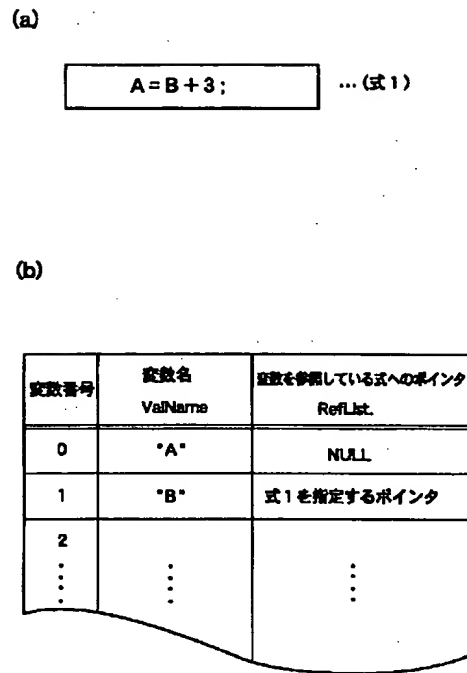 (a)
A = B + 3 ; … (式1)
(b)
変数番号 変数名 ValName 変数を参照している式へのポインタ RefList.
0 "A" NULL
1 "B" 式1を指定するポインタ
2